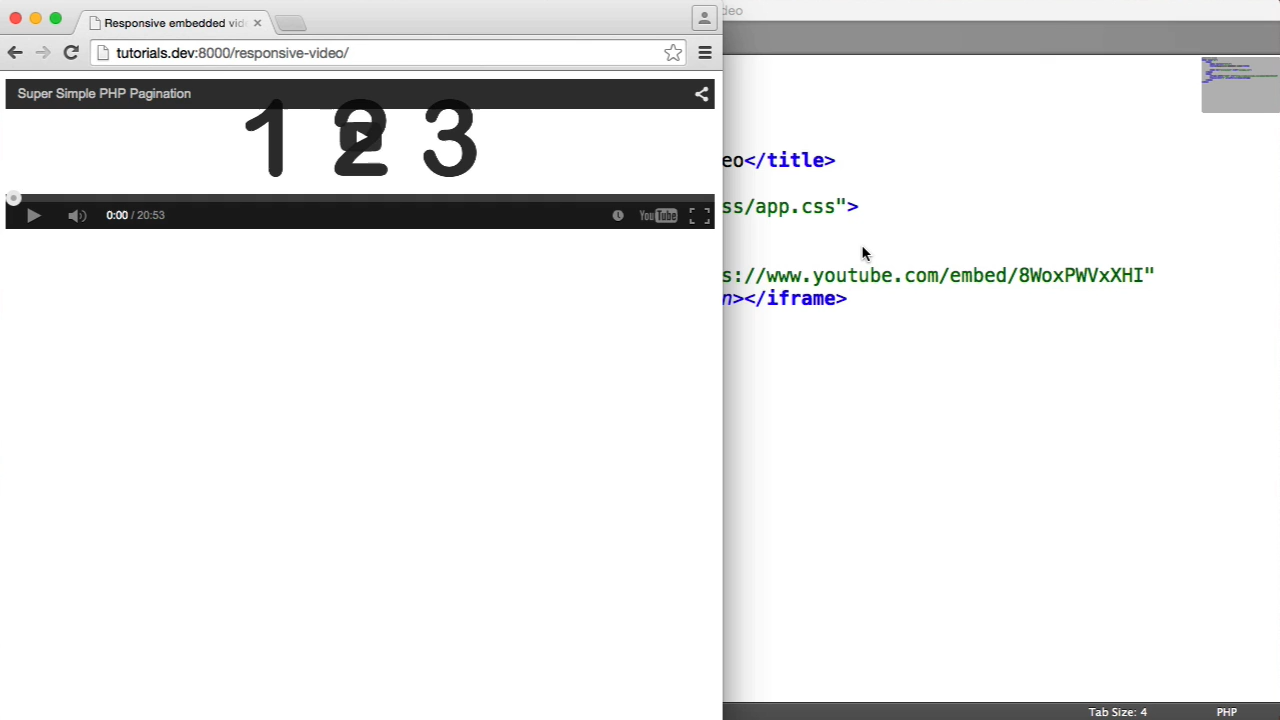 Responsive embedded vid
deo
tutorials.dev:8000/responsive-video/
Super Simple PHP Pagination
1 2 3
0:00 / 20:53
YouTube
eo</title>
ss/app.css">
s://www.youtube.com/embed/8WoxPWVxXHI"
n></iframe>
Tab Size: 4
PHP